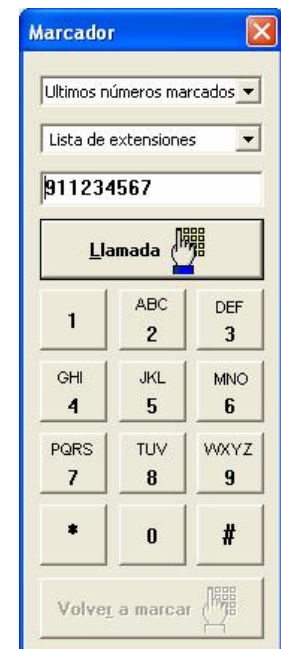 Marcador
Ultimos números marcados
Lista de extensiones
911234567
Llamada
1
ABC
2
DEF
3
GHI
4
JKL
5
MNO
6
PQRS
7
TUV
8
WXYZ
9
*
0
#
Volver a marcar